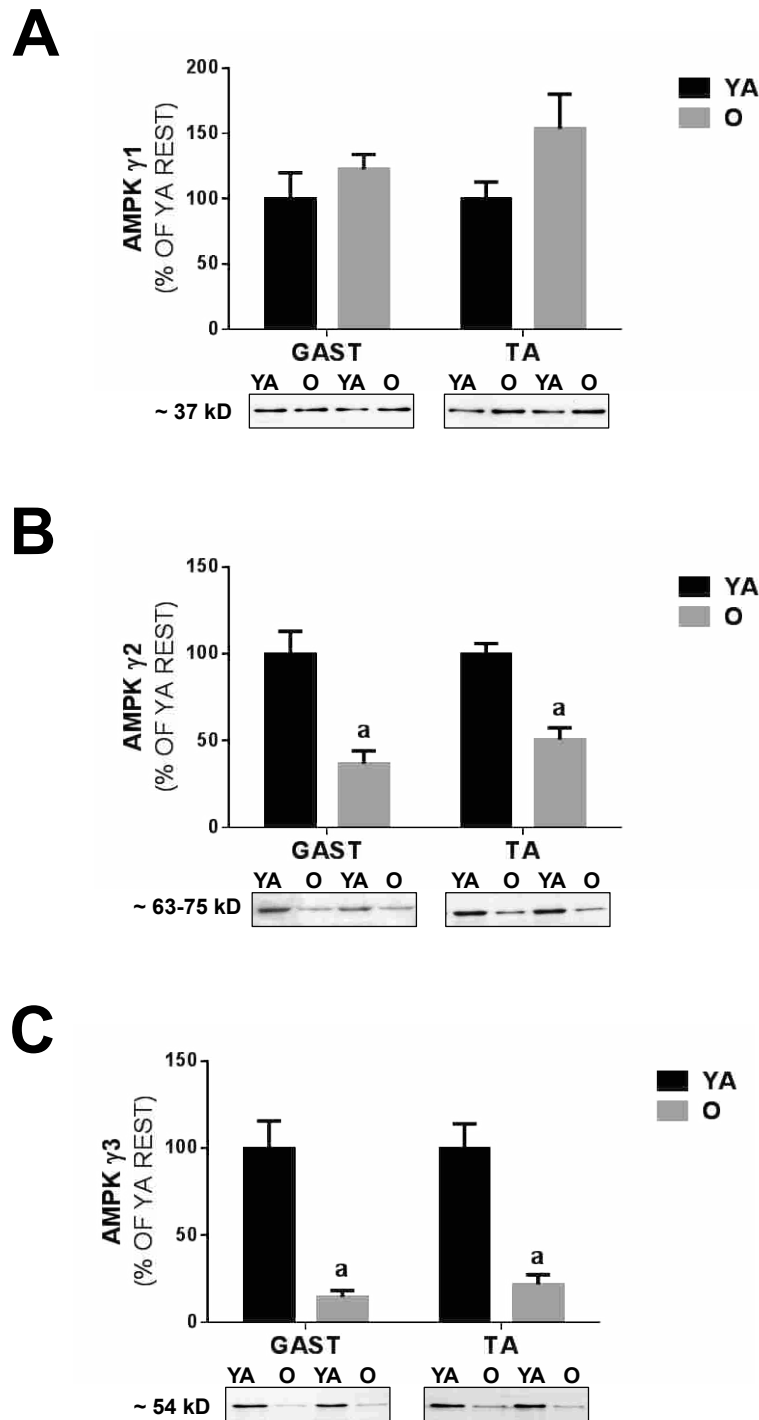 A
200
150
100
50
0
AMPK γ1
(% OF YA REST)
YA
O
GAST TA
YA O YA O YA O YA O
~ 37 kD
B
150
100
50
0
AMPK γ2
(% OF YA REST)
YA
O
a
a
GAST TA
YA O YA O YA O YA O
~ 63-75 kD
C
150
100
50
0
AMPK γ3
(% OF YA REST)
YA
O
a
a
GAST TA
YA O YA O YA O YA O
~ 54 kD